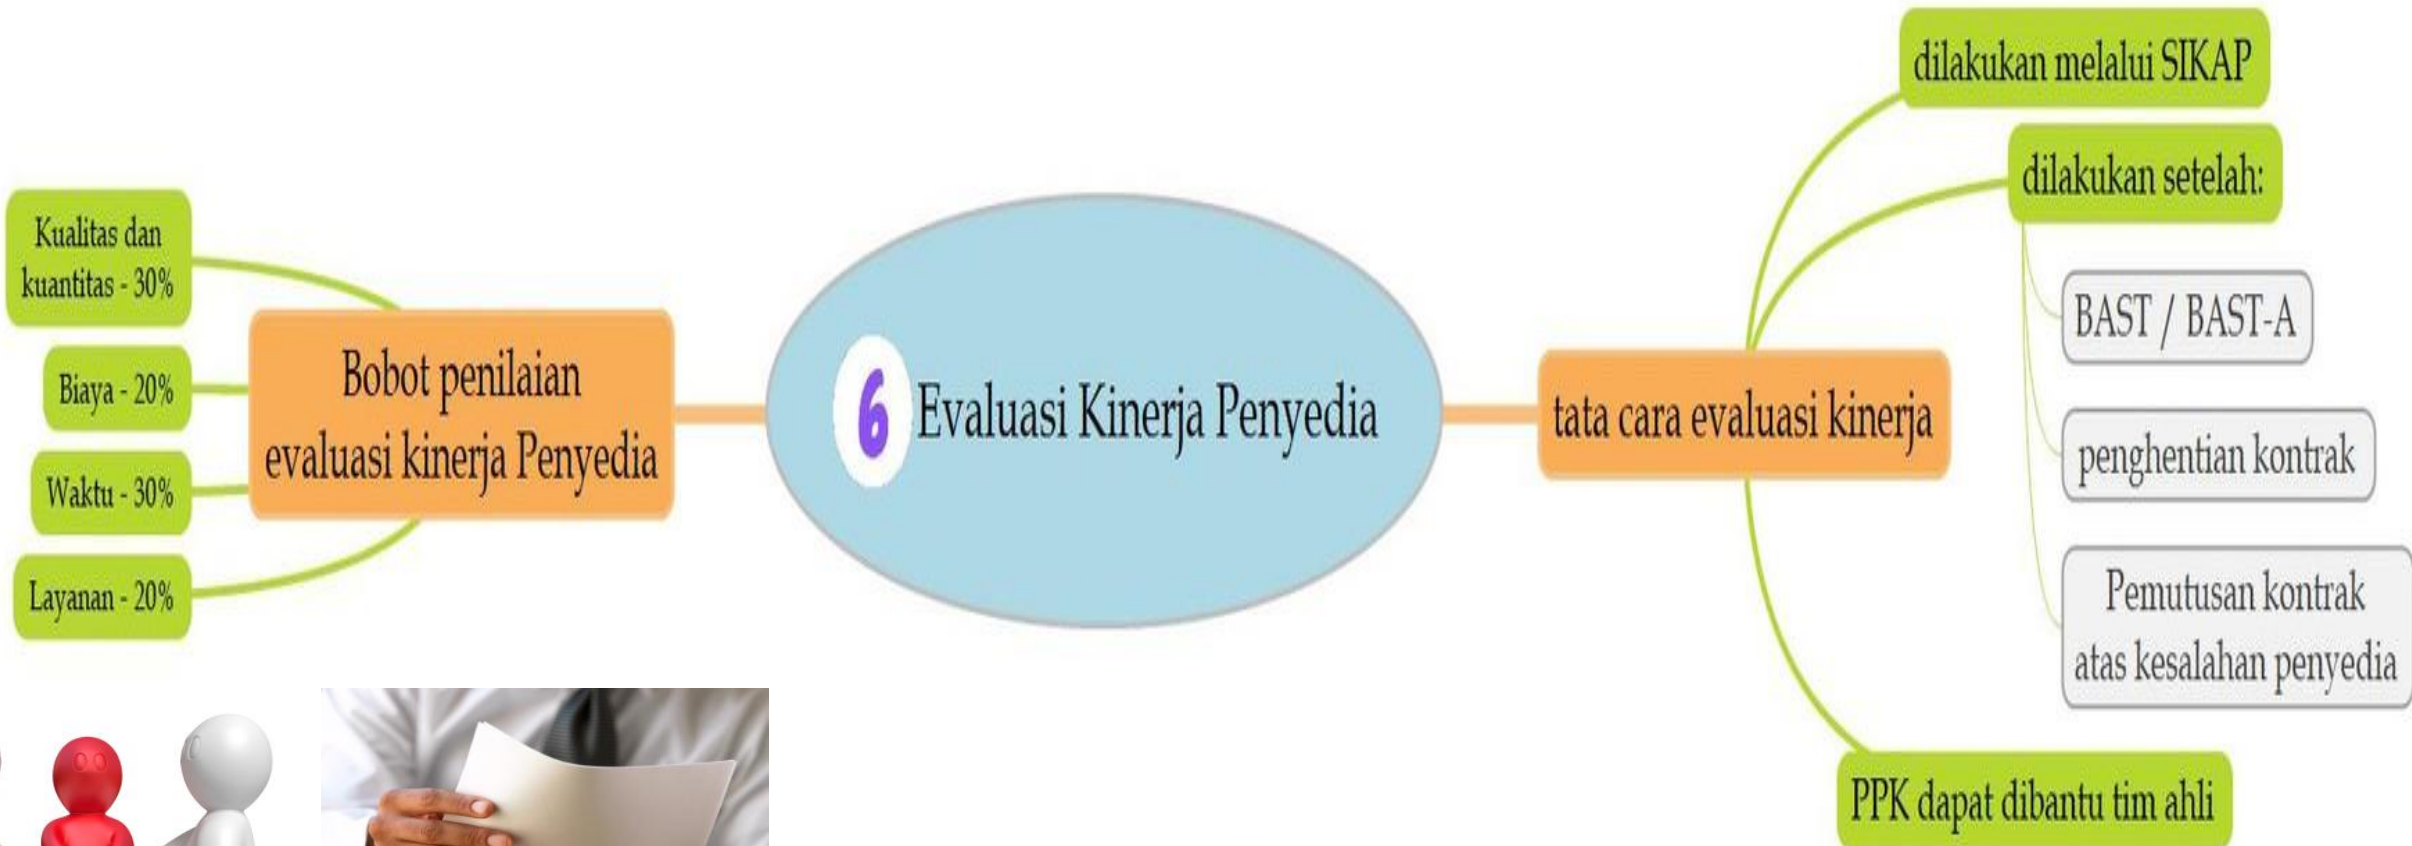 6 Evaluasi Kinerja Penyedia
Bobot penilaian
evaluasi kinerja Penyedia
Kualitas dan
kuantitas - 30%
Biaya - 20%
Waktu - 30%
Layanan - 20%
tata cara evaluasi kinerja
dilakukan melalui SIKAP
dilakukan setelah:
BAST / BAST-A
penghentian kontrak
Pemutusan kontrak
atas kesalahan penyedia
PPK dapat dibantu tim ahli